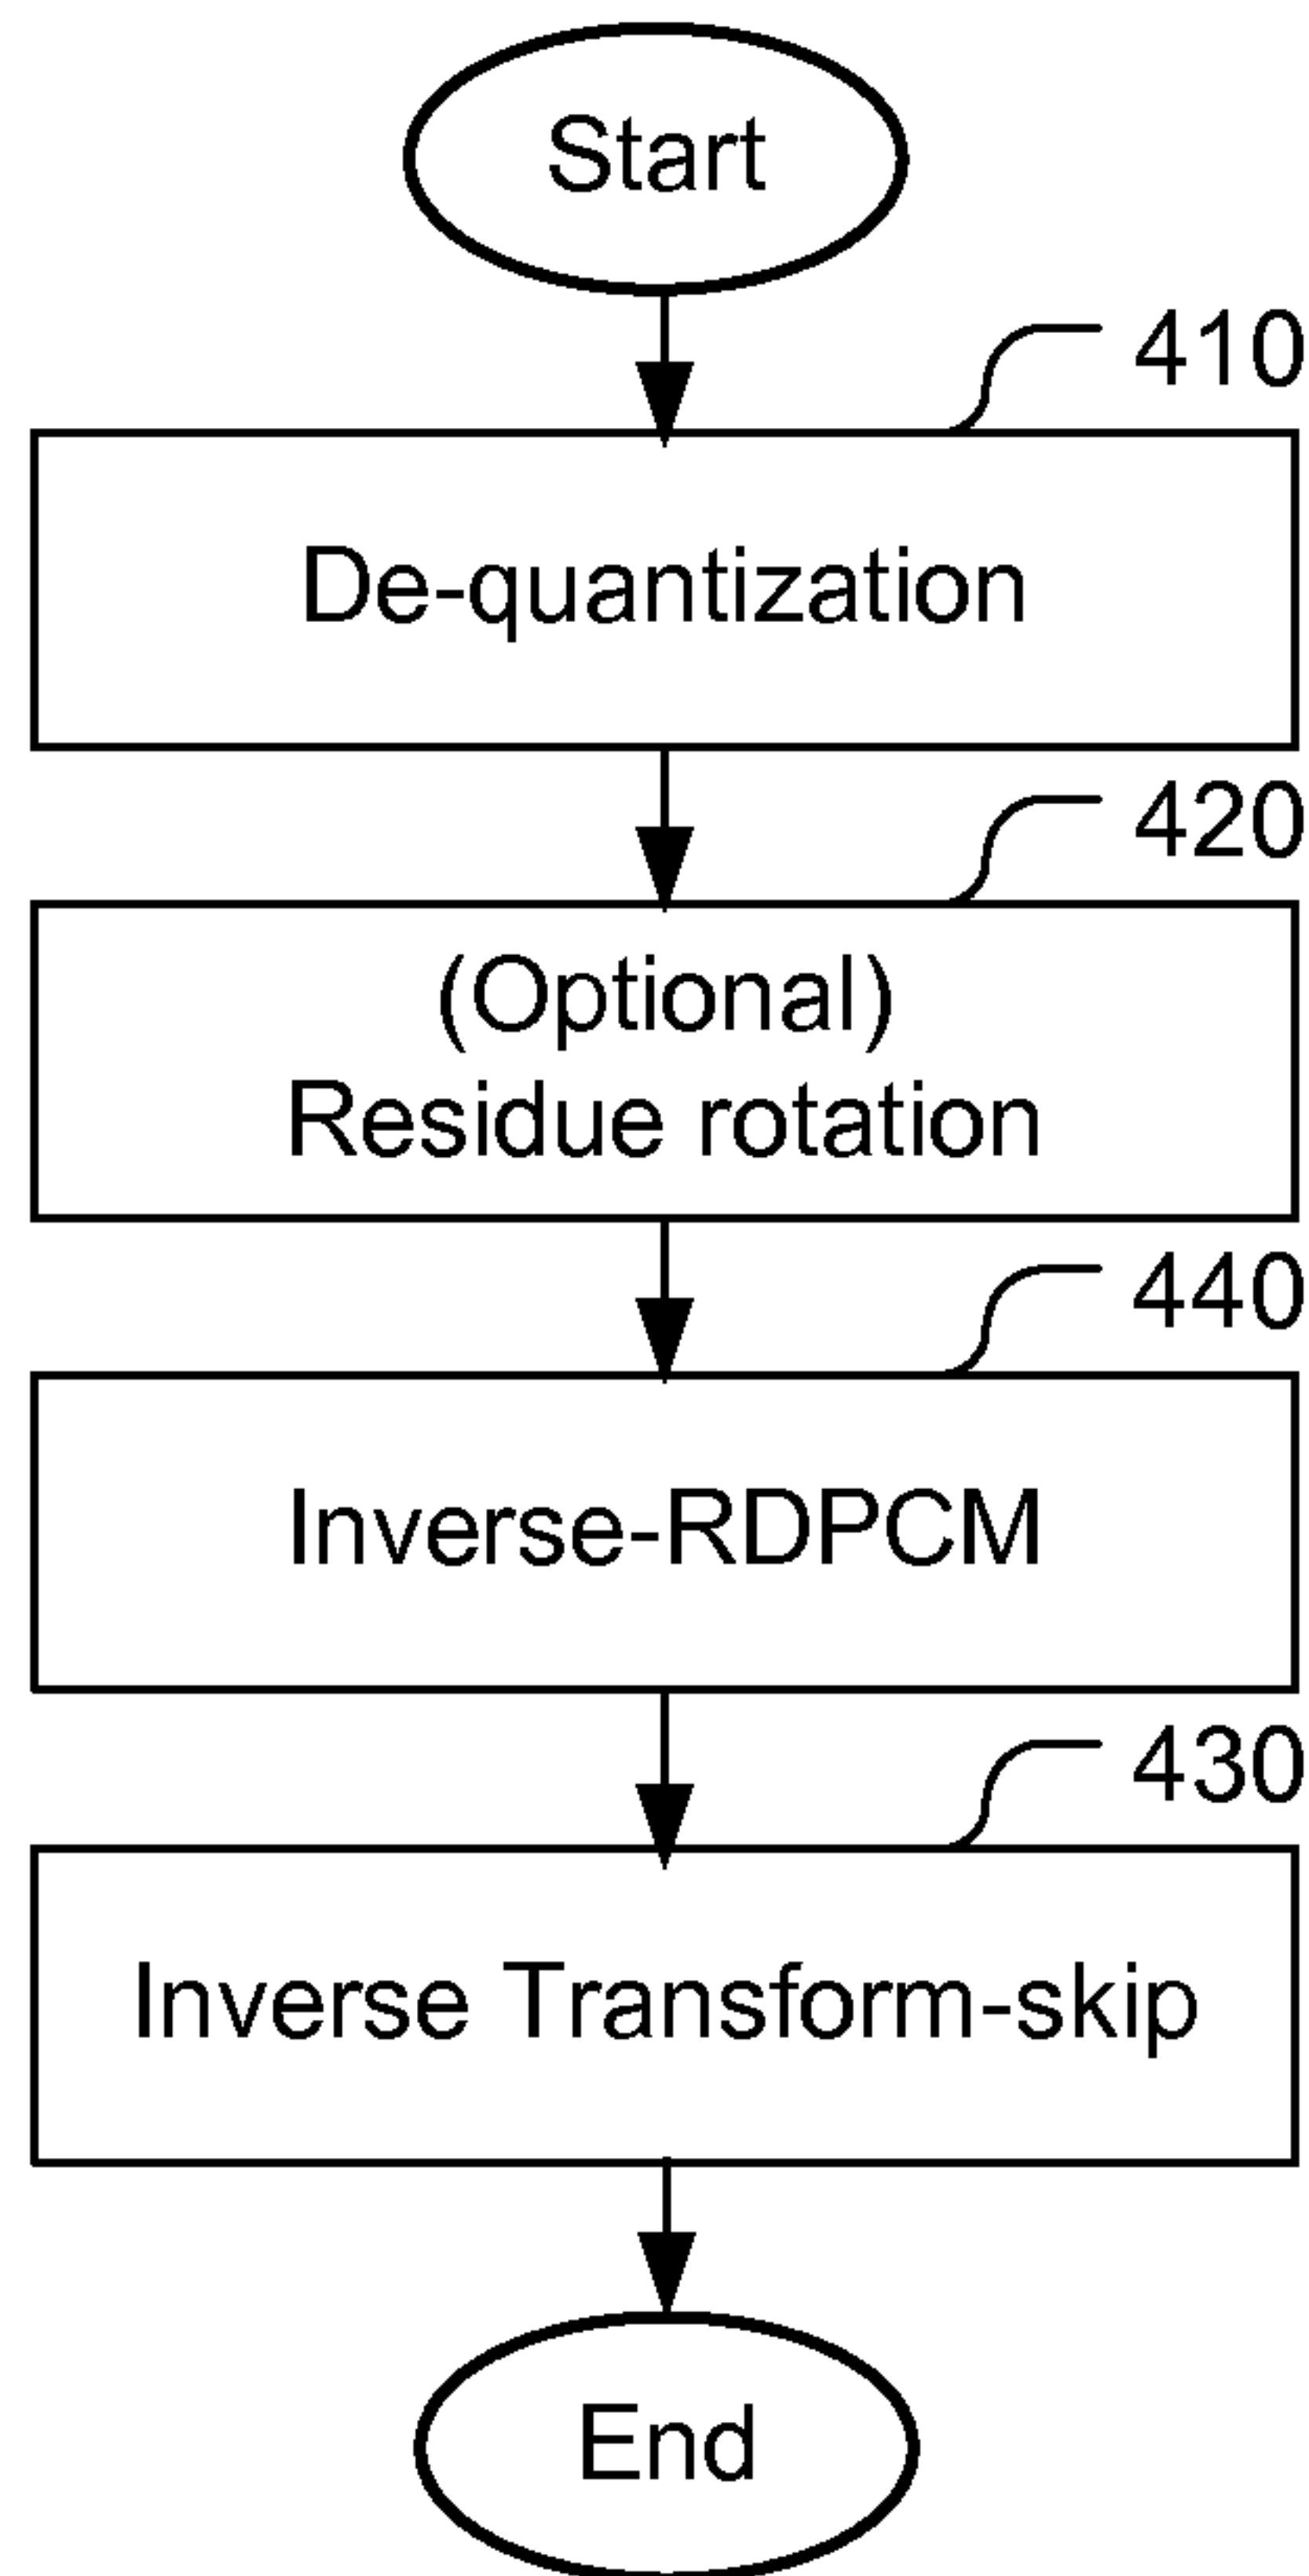 Start
410
De-quantization
420
(Optional)
Residue rotation
440
Inverse-RDPCM
430
Inverse Transform-skip
End